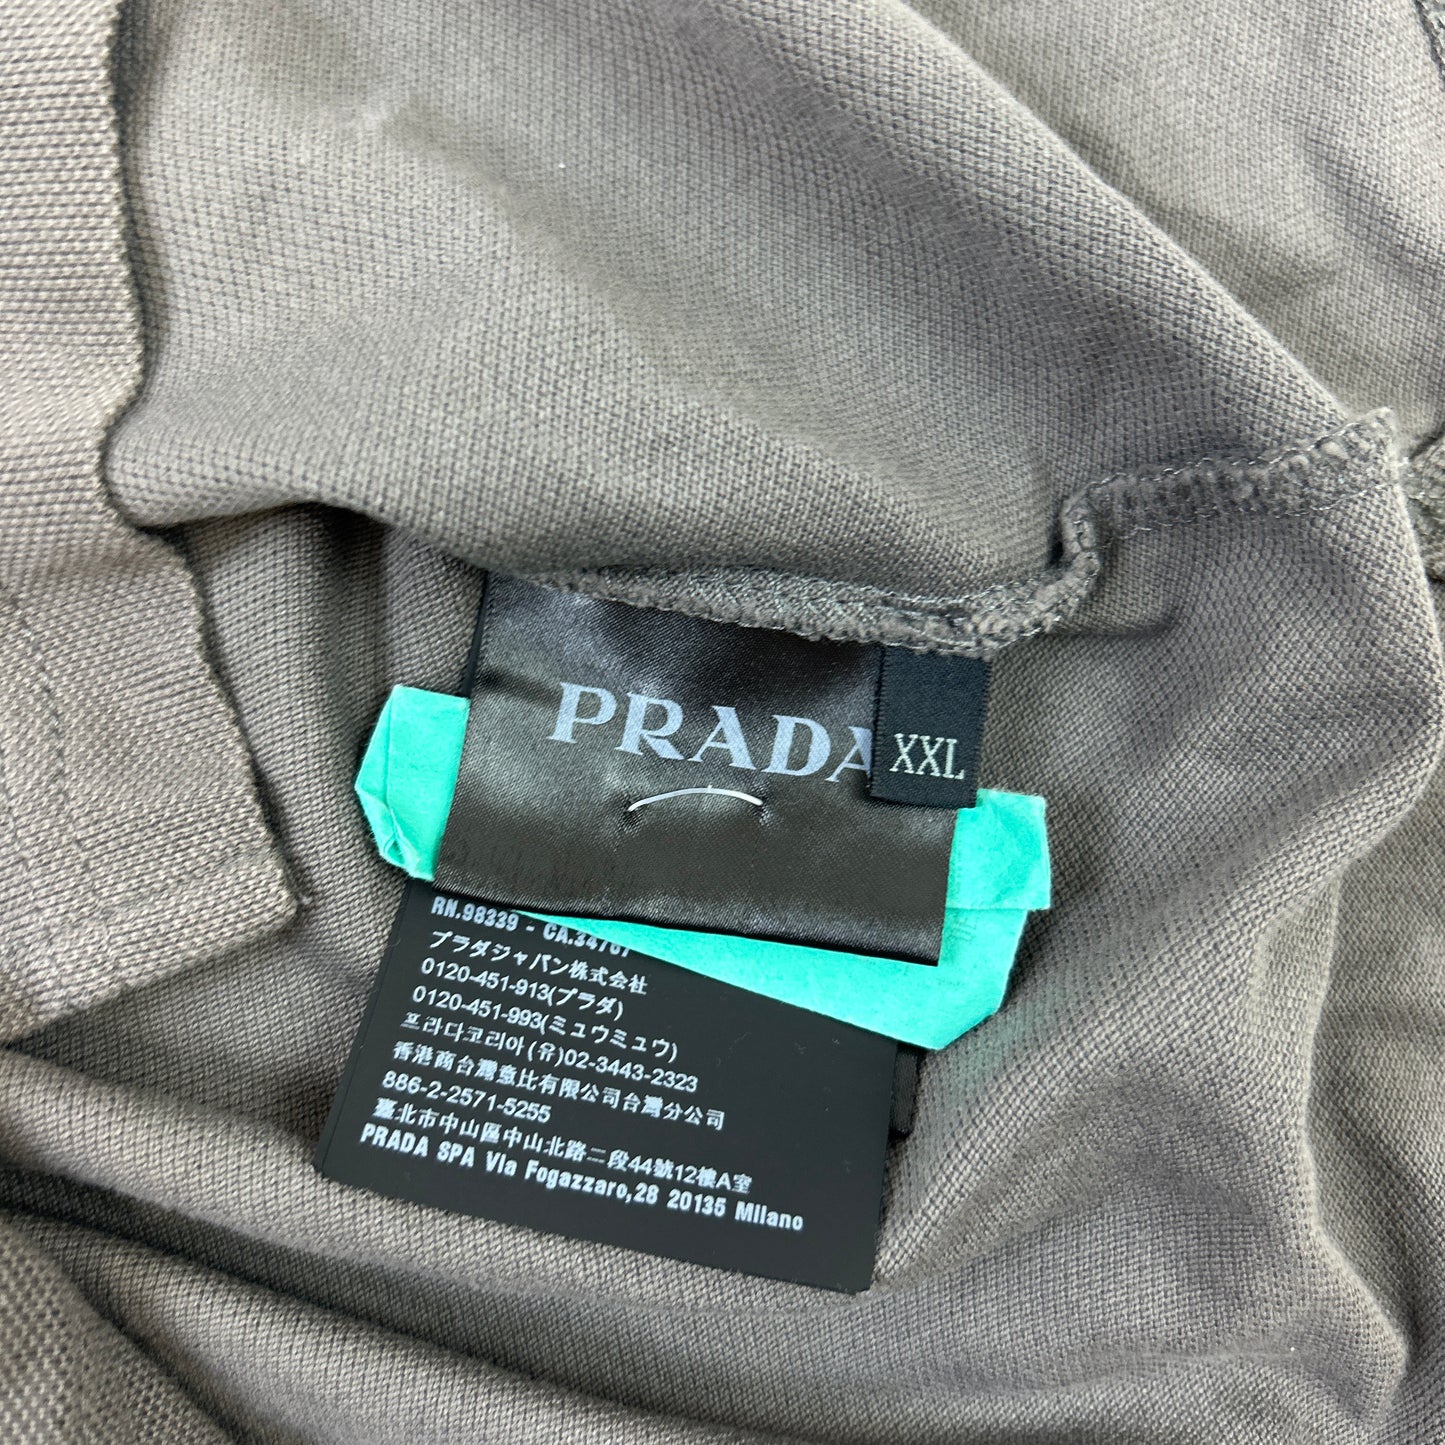 PRADA
XXL
RN.98339 - CA.34761
プラダジャパン株式会社
0120-451-913(プラダ)
0120-451-993(ミュウミュウ)
프라다코리아(유)02-3443-2323
香港商台灣意比有限公司台灣分公司
886-2-2571-5255
臺北市中山區中山北路二段44號12樓A室
PRADA SPA Via Fogazzaro,28 20135 Milano